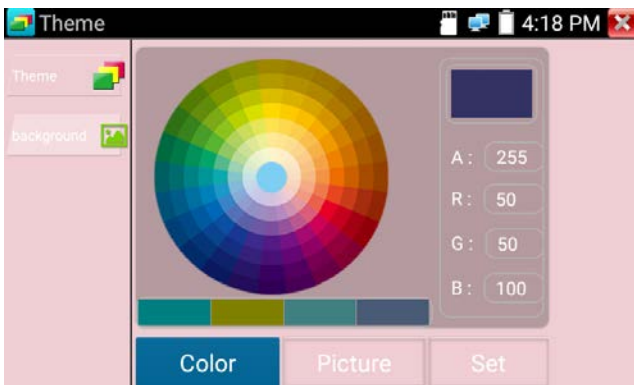 Theme 4:18 PM
Theme
background
A : 255
R : 50
G : 50
B : 100
Color Picture Set